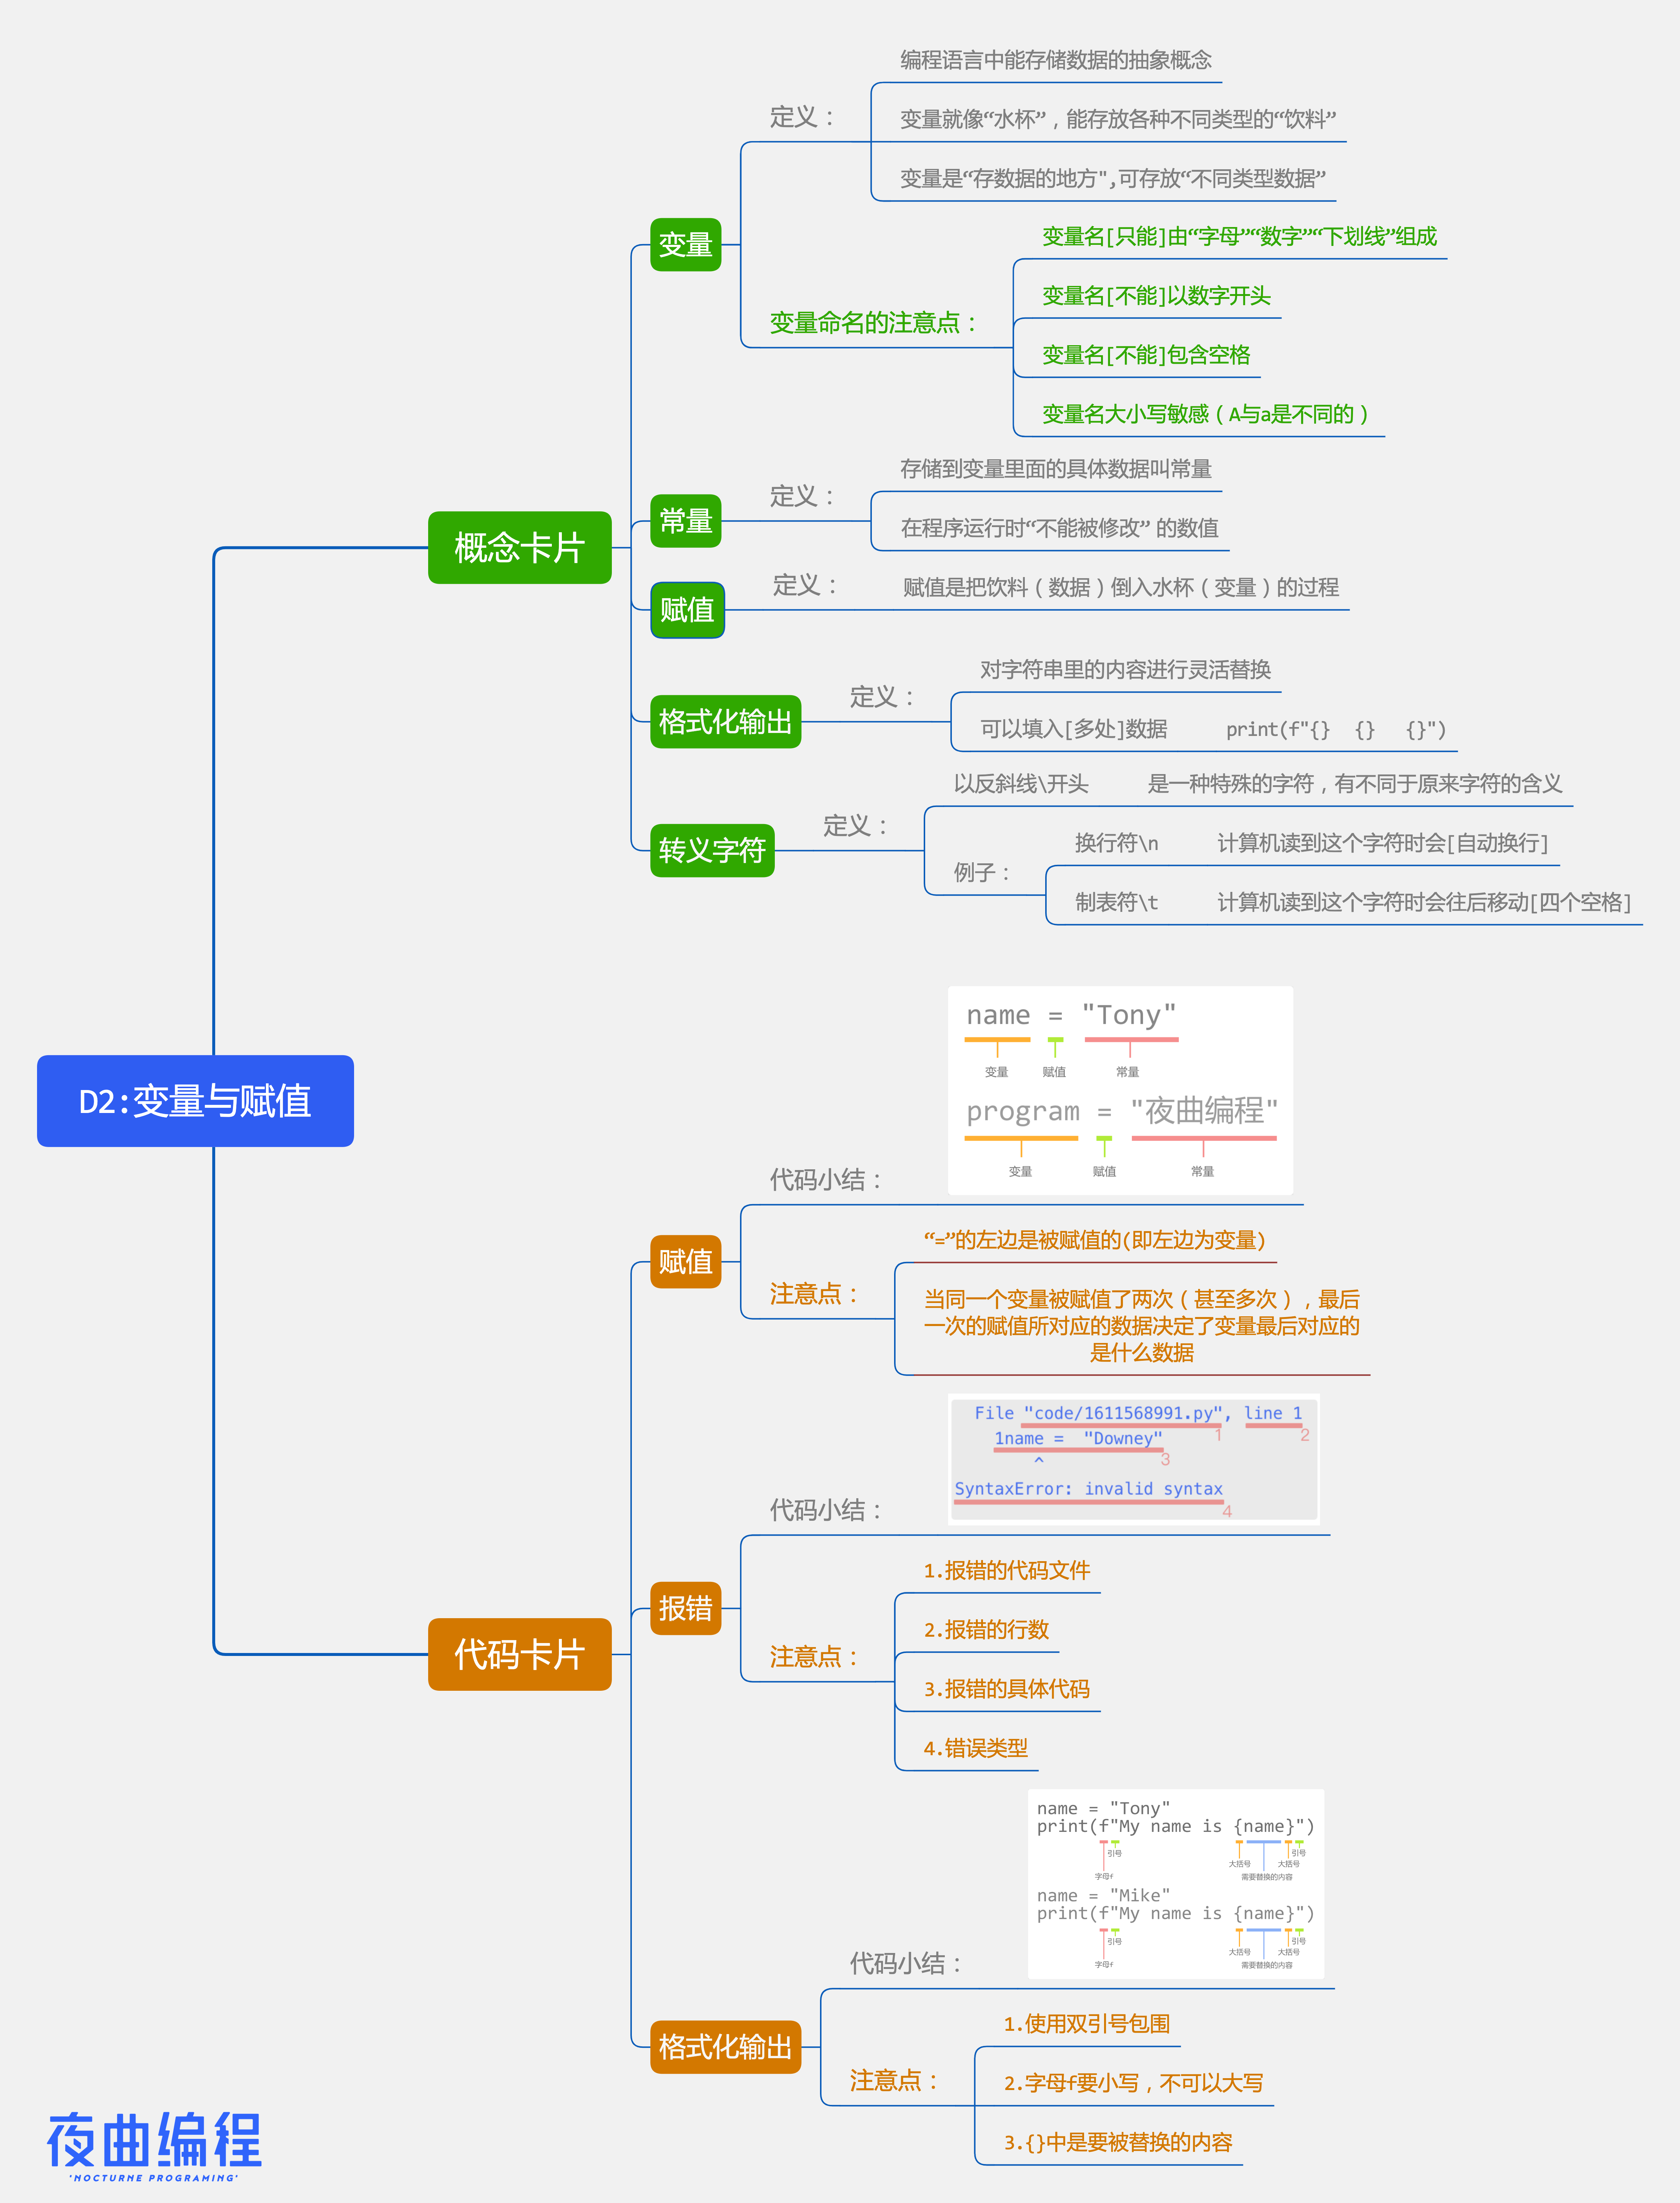 D2:变量与赋值
概念卡片
变量
定义：
编程语言中能存储数据的抽象概念
变量就像“水杯”，能存放各种不同类型的“饮料”
变量是“存数据的地方",可存放“不同类型数据”
变量命名的注意点：
变量名[只能]由“字母”“数字”“下划线”组成
变量名[不能]以数字开头
变量名[不能]包含空格
变量名大小写敏感（A与a是不同的）
常量
定义：
存储到变量里面的具体数据叫常量
在程序运行时“不能被修改” 的数值
赋值
定义：
赋值是把饮料（数据）倒入水杯（变量）的过程
格式化输出
定义：
对字符串里的内容进行灵活替换
可以填入[多处]数据 print(f"{} {} {}")
转义字符
定义：
以反斜线\开头 是一种特殊的字符，有不同于原来字符的含义
例子：
换行符\n 计算机读到这个字符时会[自动换行]
制表符\t 计算机读到这个字符时会往后移动[四个空格]
代码卡片
赋值
代码小结：
name = "Tony"
变量 赋值 常量
program = "夜曲编程"
变量 赋值 常量
注意点：
“=”的左边是被赋值的(即左边为变量)
当同一个变量被赋值了两次（甚至多次），最后
一次的赋值所对应的数据决定了变量最后对应的
是什么数据
报错
代码小结：
File "code/1611568991.py", line 1
1 2
1name = "Downey"
3
^
SyntaxError: invalid syntax
4
注意点：
1.报错的代码文件
2.报错的行数
3.报错的具体代码
4.错误类型
格式化输出
代码小结：
name = "Tony"
print(f"My name is {name}")
引号 引号
大括号 大括号
字母f 需要替换的内容
name = "Mike"
print(f"My name is {name}")
引号 引号
大括号 大括号
字母f 需要替换的内容
注意点：
1.使用双引号包围
2.字母f要小写，不可以大写
3.{}中是要被替换的内容
夜曲编程
'NOCTURNE PROGRAMING'